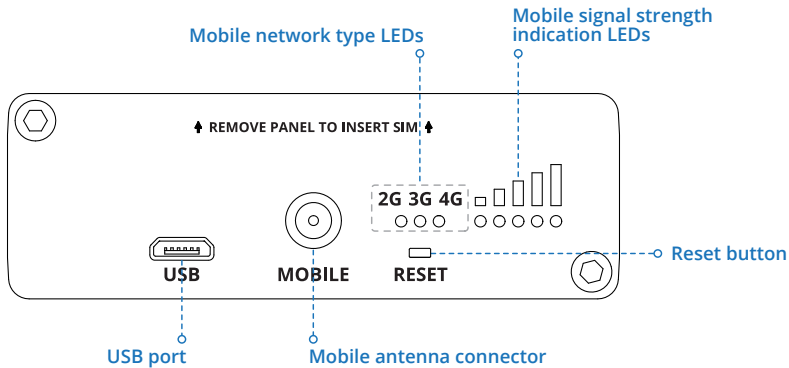 Mobile network type LEDs
Mobile signal strength
indication LEDs
REMOVE PANEL TO INSERT SIM
2G 3G 4G
USB
MOBILE
RESET
Reset button
USB port
Mobile antenna connector